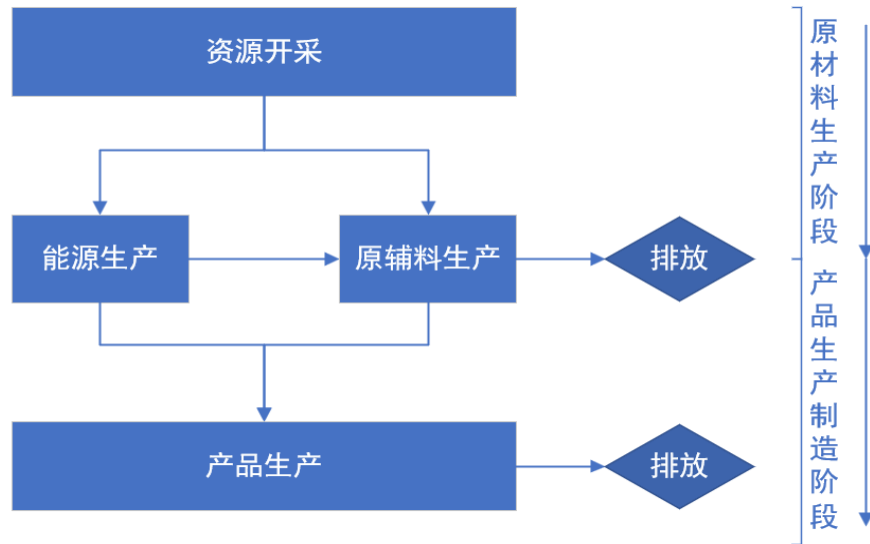 资源开采
能源生产
原辅料生产
排放
产品生产
排放
原材料生产阶段
产品生产制造阶段